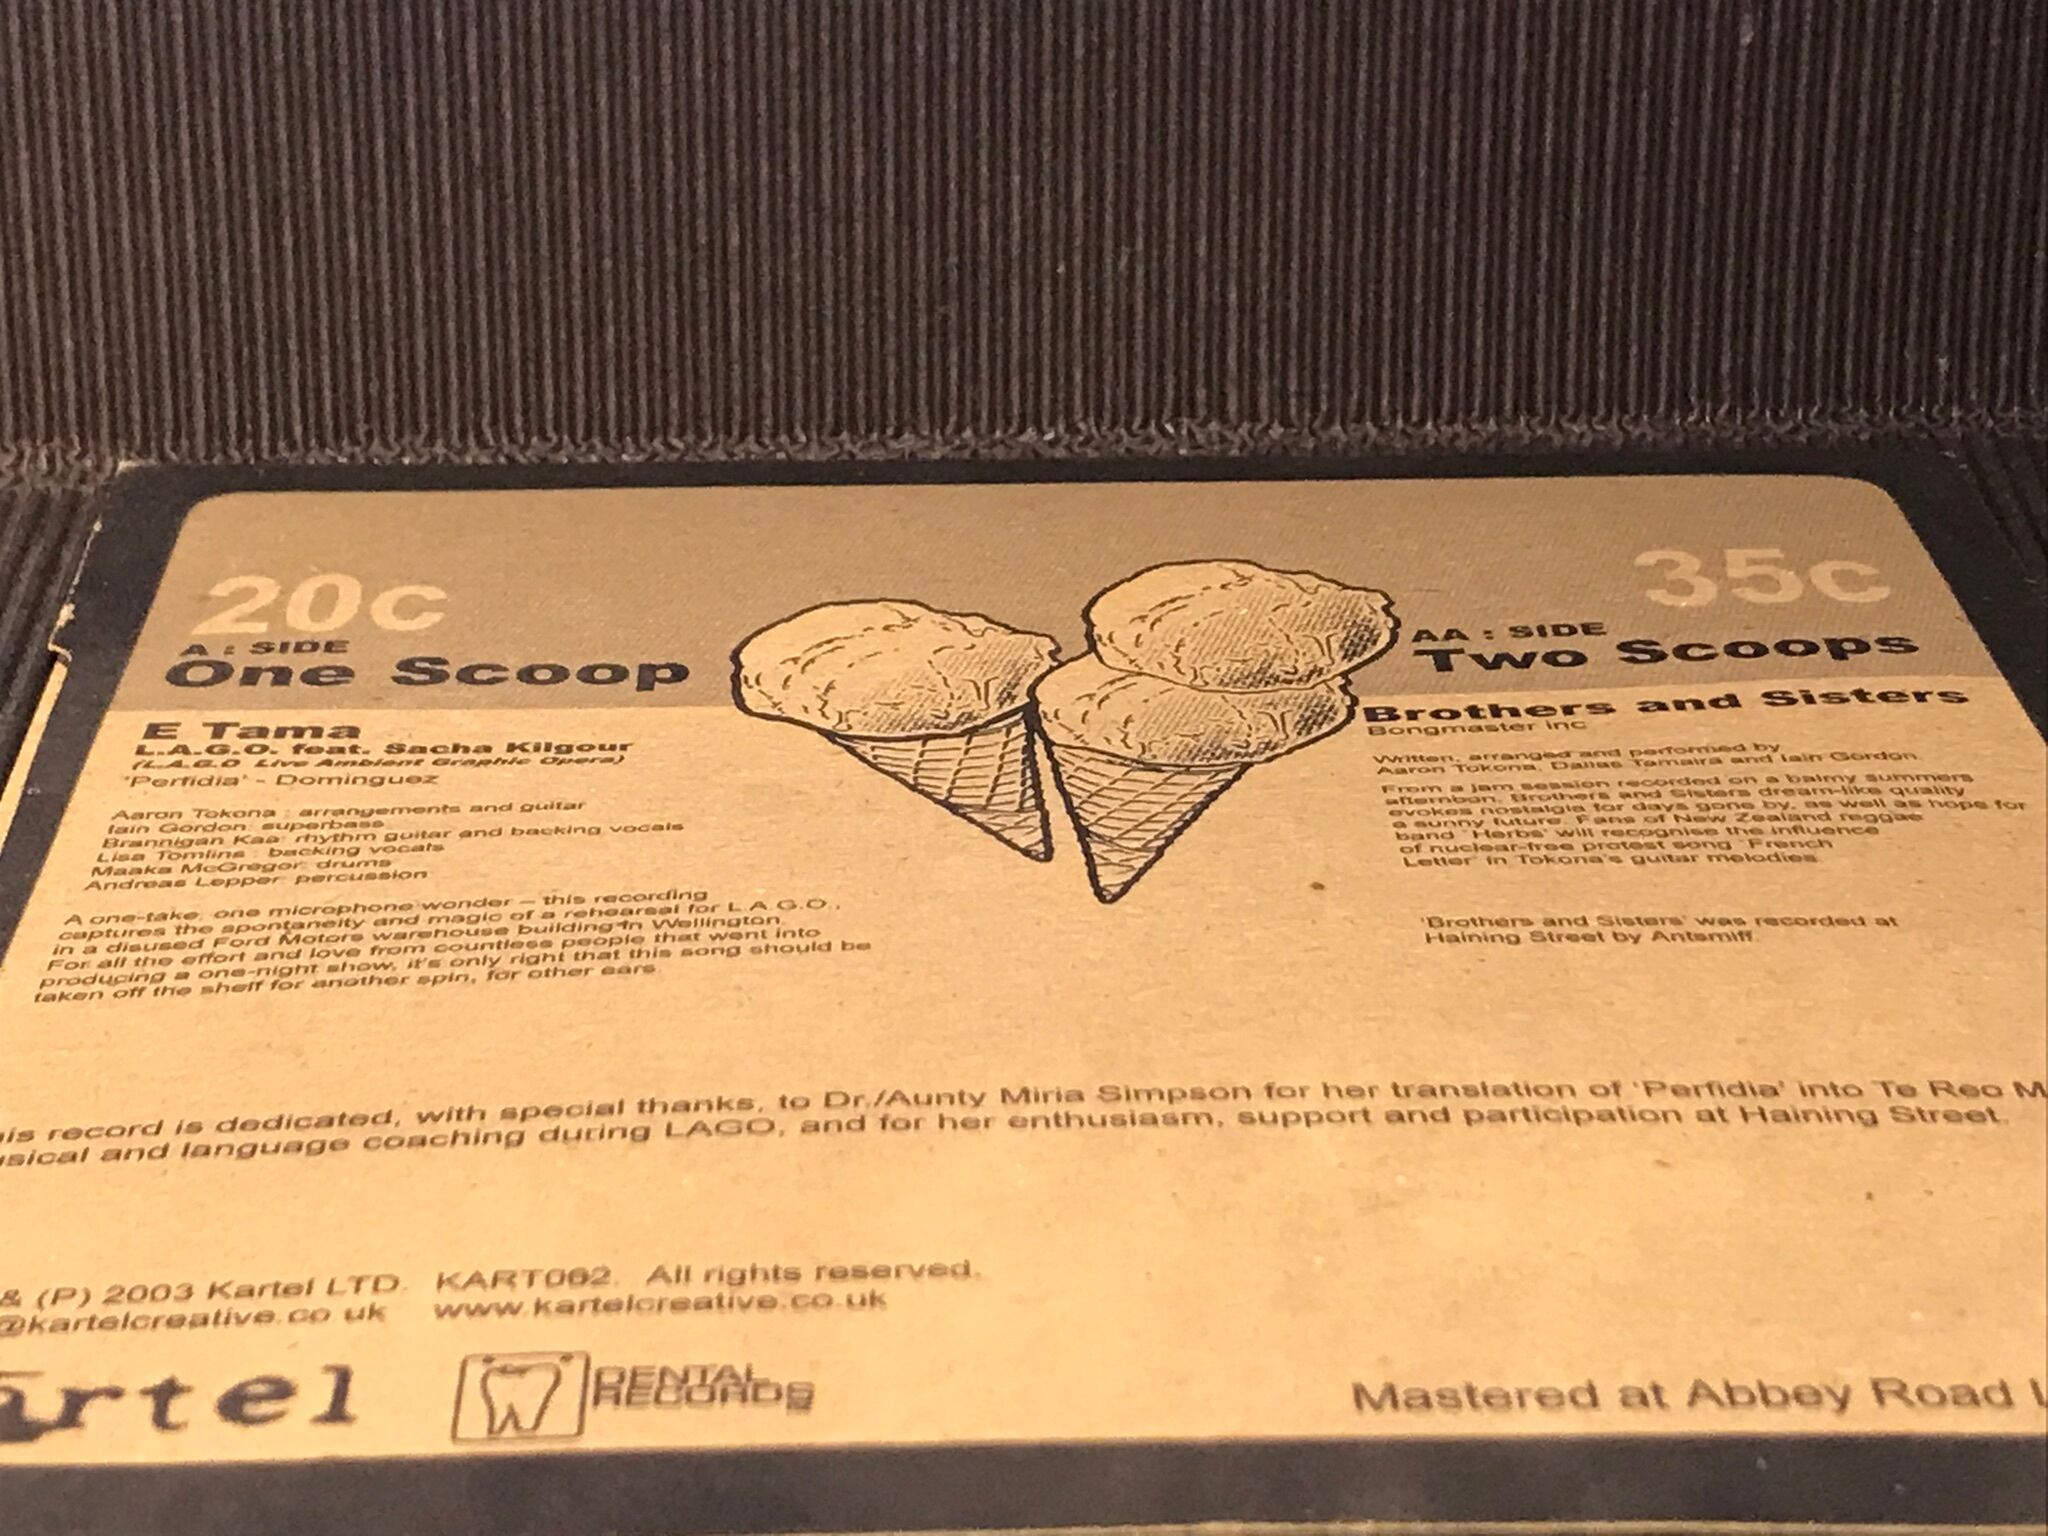 20c
A : SIDE
One Scoop
E Tama
L.A.G.O. feat. Sacha Kilgour
(L.A.G.O Live Ambient Graphic Opera)
'Perfidia' - Dominguez
Aaron Tokona : arrangements and guitar
Iain Gordon: superbass
Brannigan Kaa: rhythm guitar and backing vocals
Lisa Tomlins : backing vocals
Maaka McGregor: drums
Andreas Lepper: percussion
A one-take, one microphone wonder – this recording
captures the spontaneity and magic of a rehearsal for L.A.G.O.,
in a disused Ford Motors warehouse building in Wellington.
For all the effort and love from countless people that went into
producing a one-night show, it's only right that this song should be
taken off the shelf for another spin, for other ears.
35c
AA : SIDE
Two Scoops
Brothers and Sisters
Bongmaster inc
Written, arranged and performed by
Aaron Tokona, Dallas Tamaira and Iain Gordon.
From a jam session recorded on a balmy summers
afternoon, Brothers and Sisters dream-like quality
evokes nostalgia for days gone by, as well as hope for
a sunny future. Fans of New Zealand reggae
band 'Herbs' will recognise the influence
of nuclear-free protest song 'French
Letter' in Tokona's guitar melodies.
'Brothers and Sisters' was recorded at
Haining Street by Antsmiff.
his record is dedicated, with special thanks, to Dr./Aunty Miria Simpson for her translation of 'Perfidia' into Te Reo M
usical and language coaching during LAGO, and for her enthusiasm, support and participation at Haining Street.
& (P) 2003 Kartel LTD. KART062. All rights reserved.
@kartelcreative.co.uk www.kartelcreative.co.uk
artel
DENTAL
RECORDS
Mastered at Abbey Road L